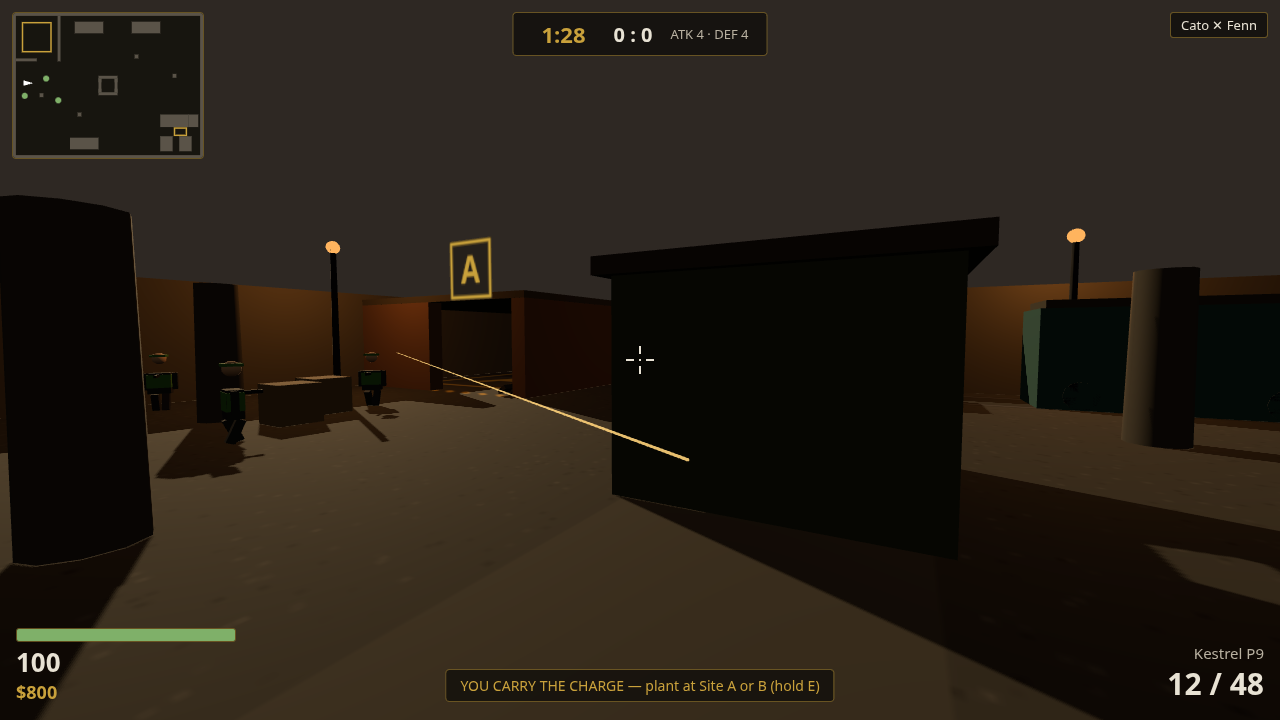 1:28 0 : 0 ATK 4 · DEF 4
Cato ✕ Fenn
A
100
$800
YOU CARRY THE CHARGE — plant at Site A or B (hold E)
Kestrel P9
12 / 48